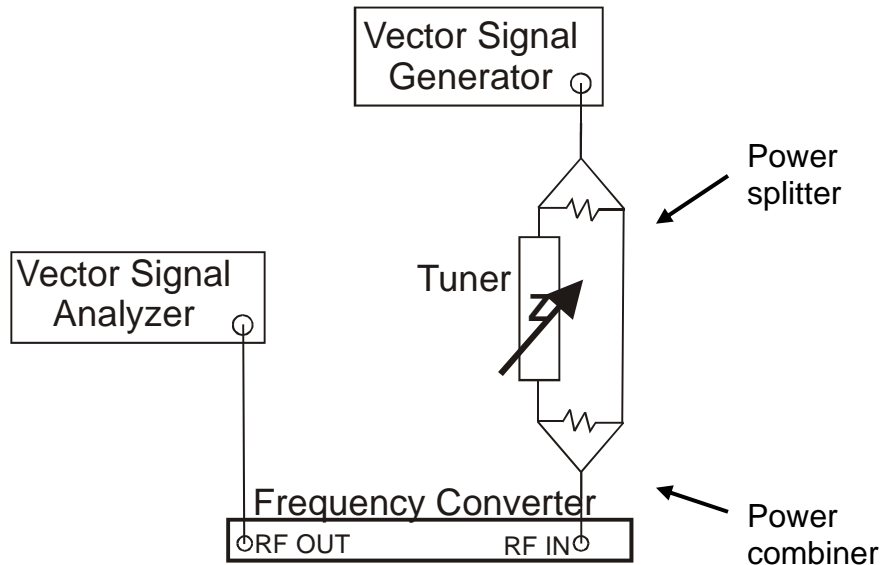 Vector Signal
Generator
Power
splitter
Vector Signal
Analyzer
Tuner
Z
Frequency Converter
RF OUT
RF IN
Power
combiner